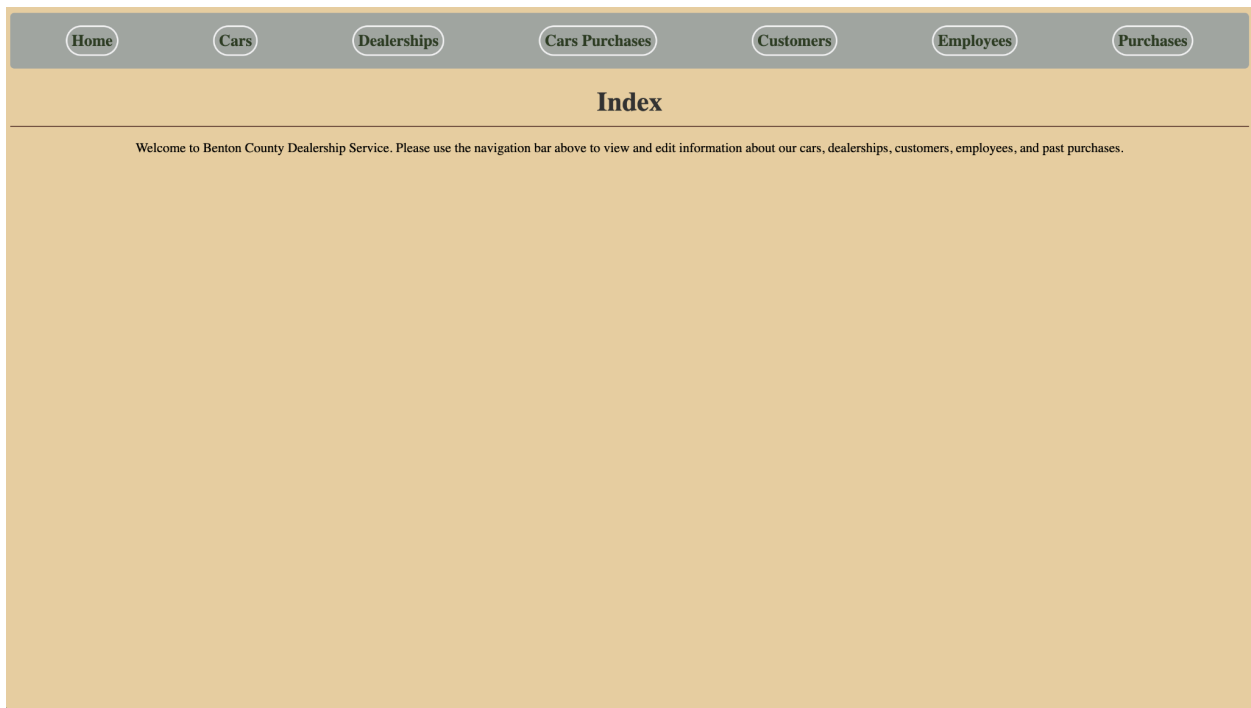 Home Cars Dealerships Cars Purchases Customers Employees Purchases
Index
Welcome to Benton County Dealership Service. Please use the navigation bar above to view and edit information about our cars, dealerships, customers, employees, and past purchases.